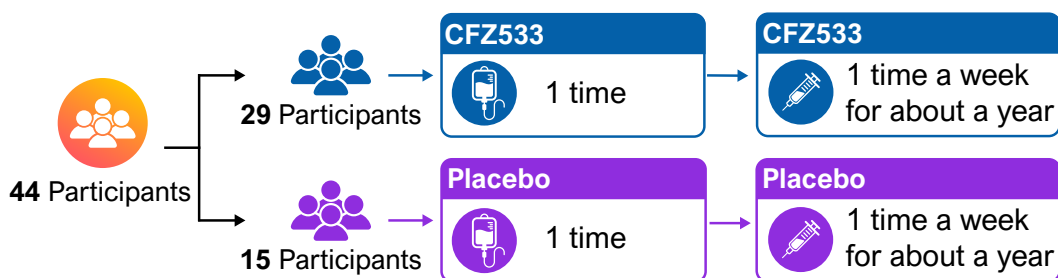 44 Participants
29 Participants
CFZ533
1 time
CFZ533
1 time a week
for about a year
15 Participants
Placebo
1 time
Placebo
1 time a week
for about a year